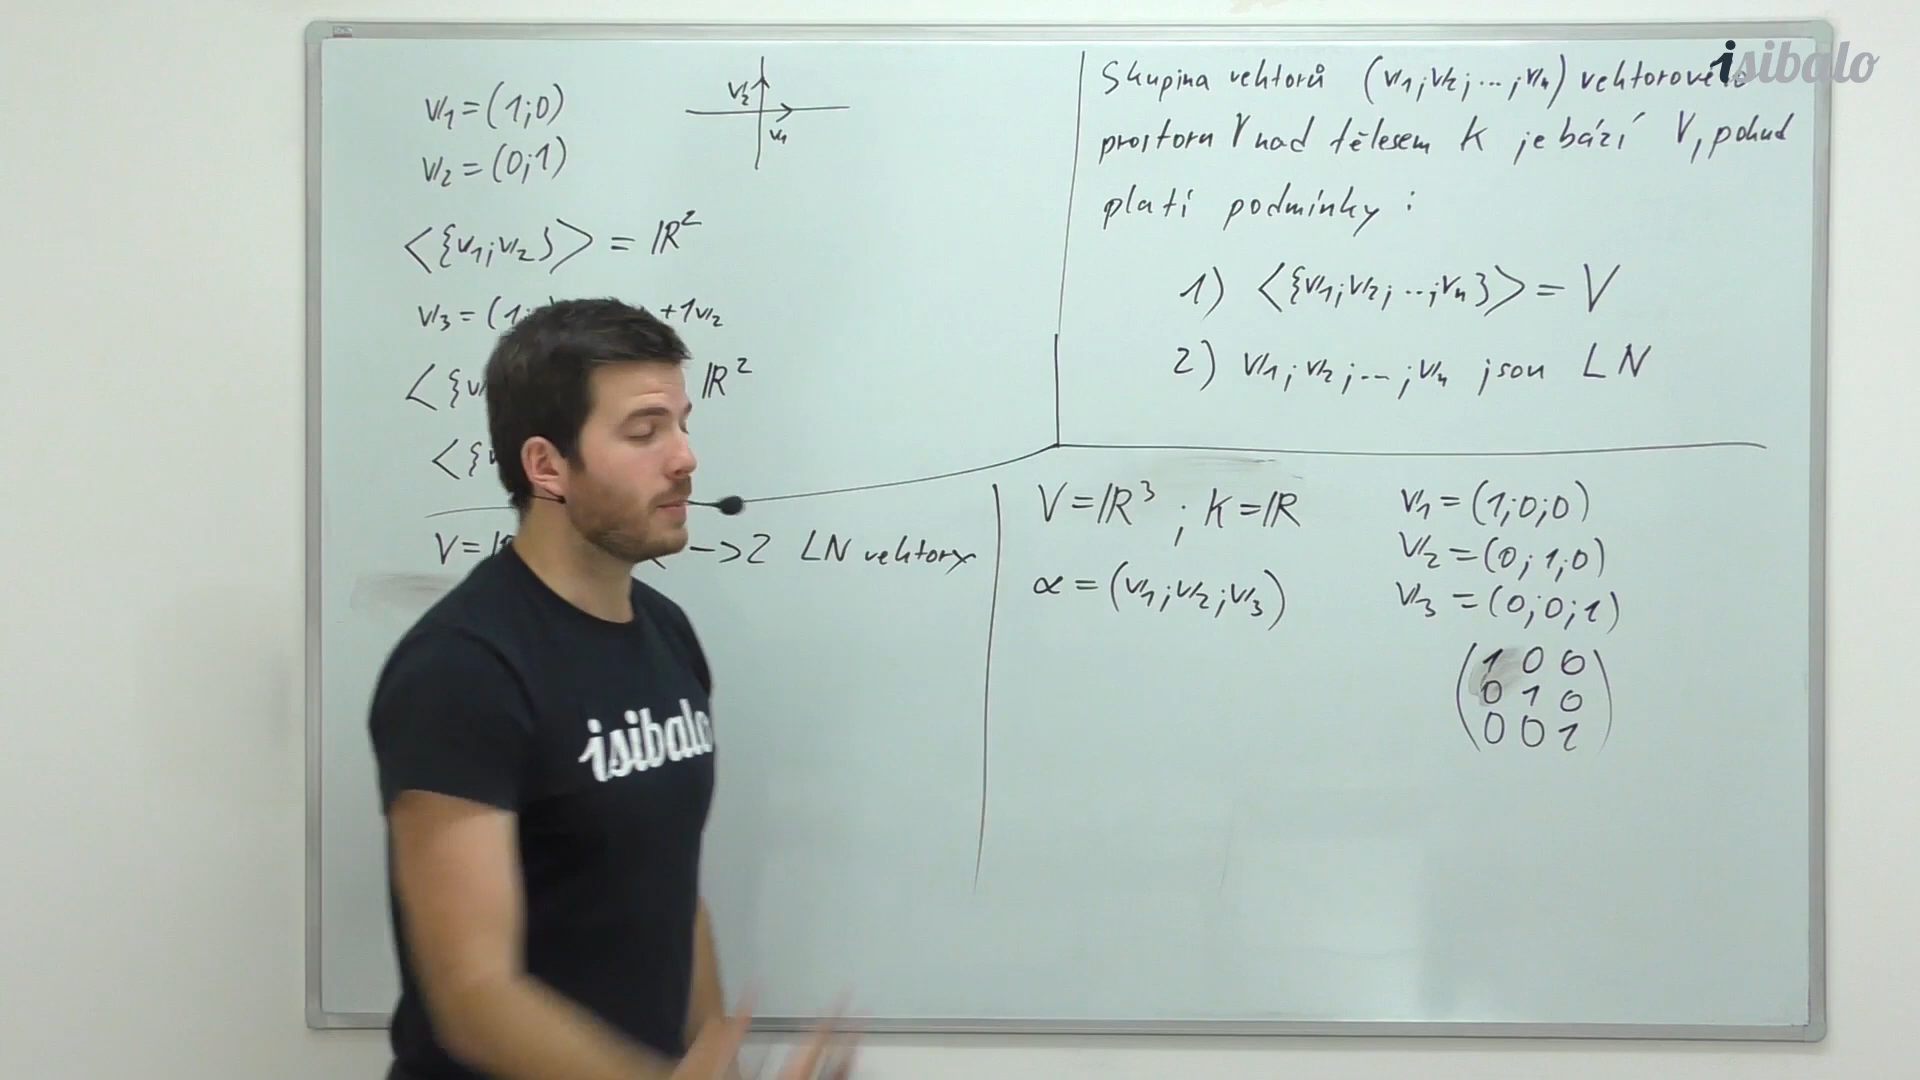 v1 = (1;0)
v2 = (0;1)
v2
v1
<{v1;v2}> = R²
v3 = (1; +1v2
<{v R²
<{
V = R -> 2 LN vektory
Skupina vektorů (v1;v2;...;vn) vektorového
prostoru V nad tělesem K je bází V, pokud
platí podmínky:
1) <{v1;v2;...;vn}> = V
2) v1;v2;...;vn jsou LN
V = R³ ; K = R
α = (v1;v2;v3)
v1 = (1;0;0)
v2 = (0;1;0)
v3 = (0;0;1)
1 0 0
0 1 0
0 0 1
isibalo
isibalo